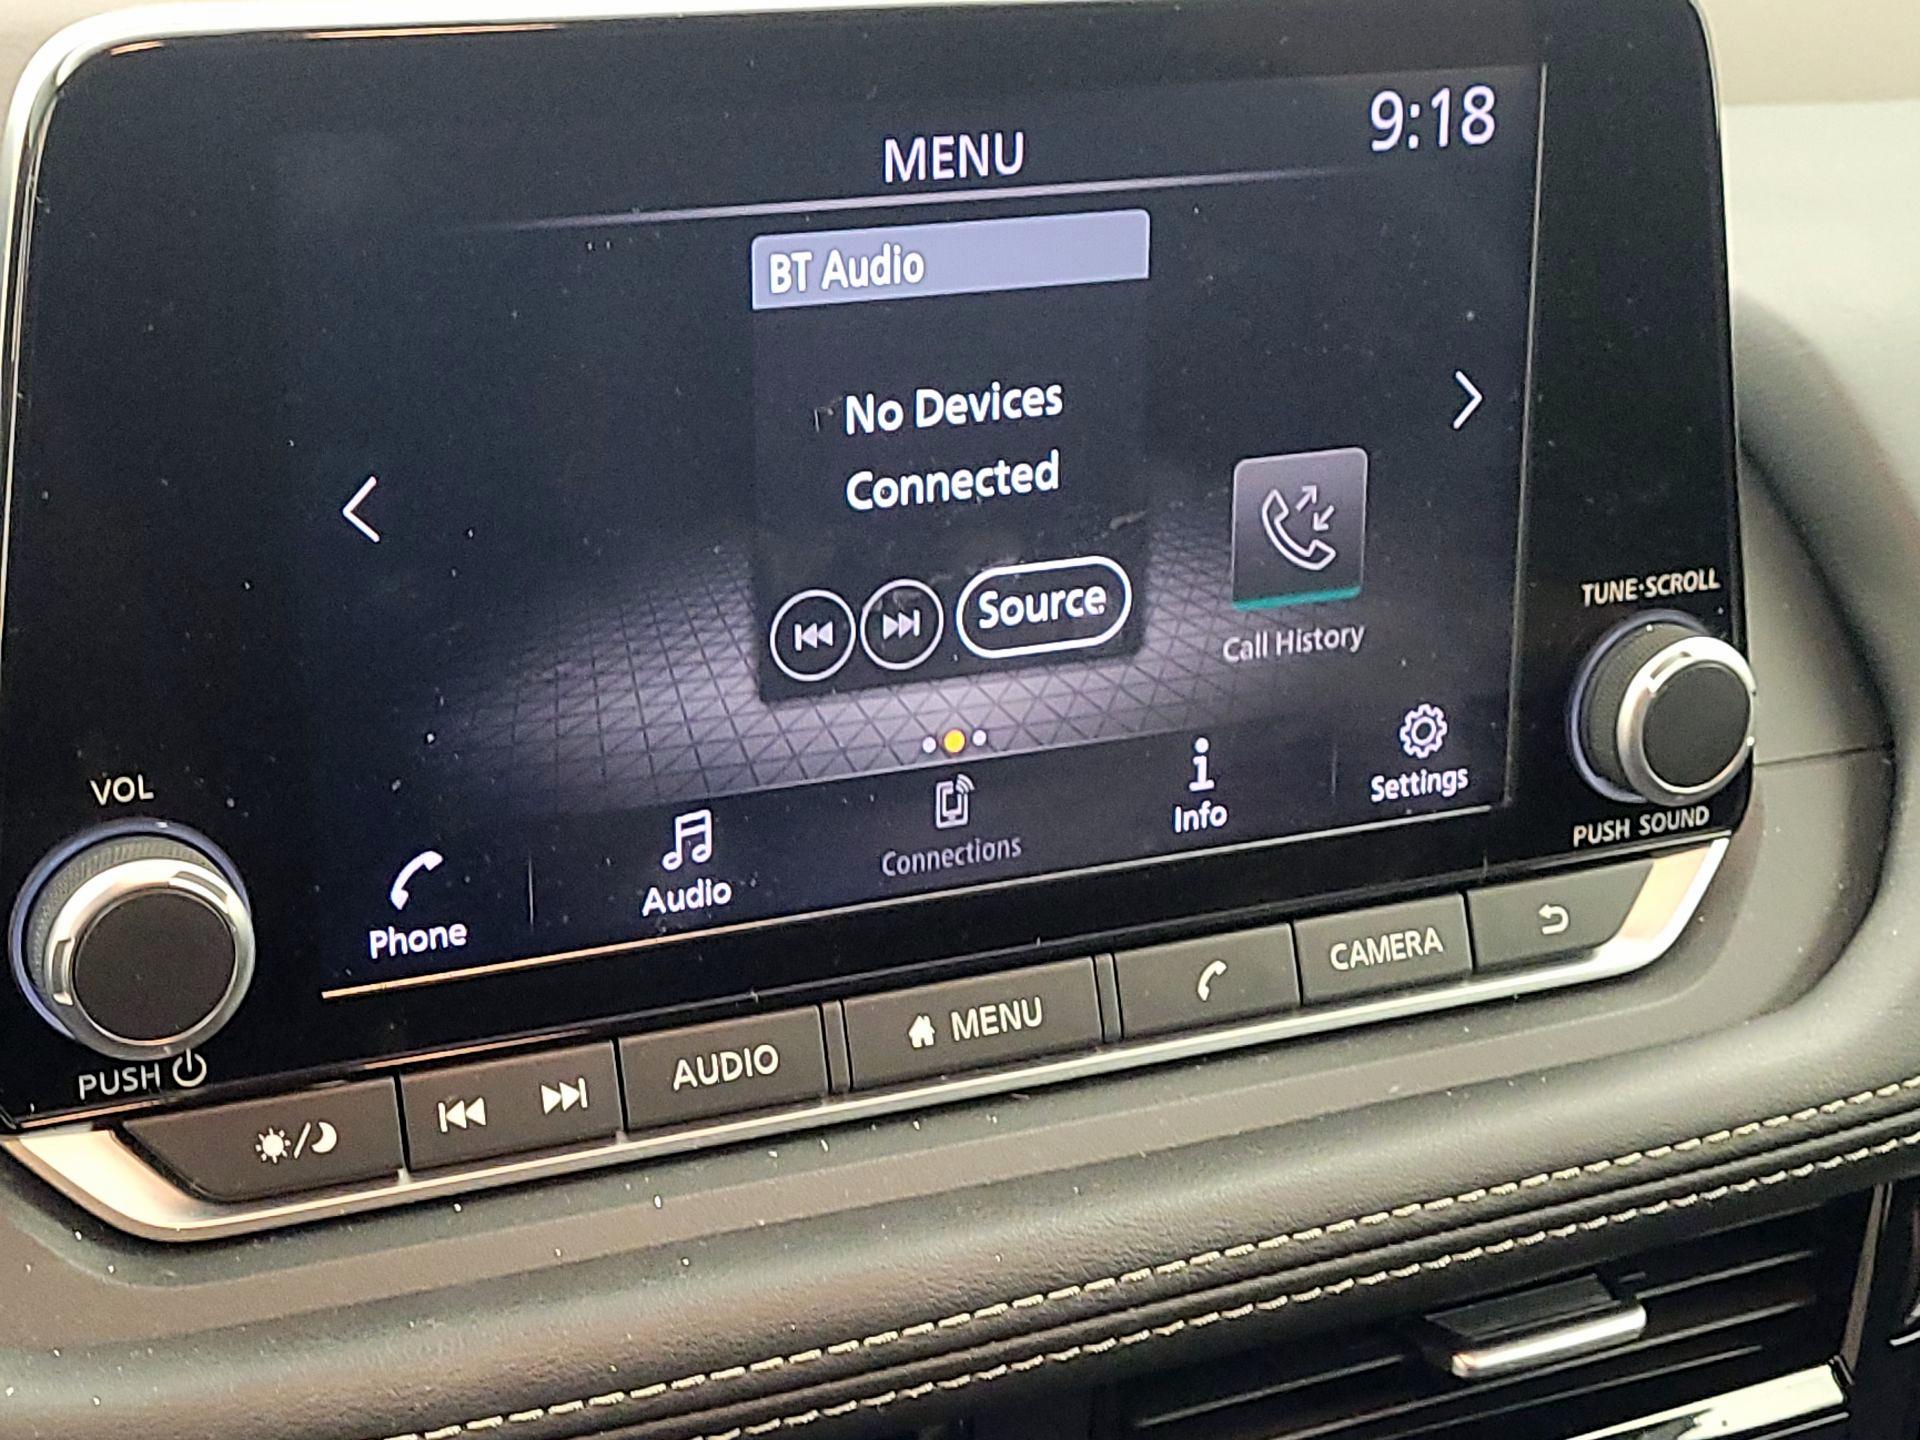 9:18
MENU
BT Audio
No Devices
Connected
Source
Call History
TUNE·SCROLL
PUSH SOUND
VOL
PUSH
Phone
Audio
Connections
Info
Settings
AUDIO
MENU
CAMERA